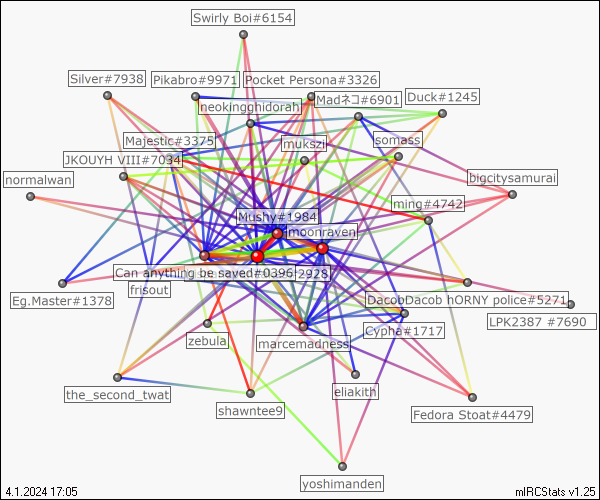 Swirly Boi#6154
Silver#7938
Pikabro#9971
Pocket Persona#3326
neokingghidorah
Madネコ#6901
Duck#1245
Majestic#3375
mukszi
somass
JKOUYH VIII#7034
normalwan
bigcitysamurai
ming#4742
Mushy#1984
moonraven
Can anything be saved#0396
2928
frisout
Eg.Master#1378
DacobDacob hORNY police#5271
LPK2387 #7690
Cypha#1717
zebula
marcemadness
the_second_twat
eliakith
shawntee9
Fedora Stoat#4479
yoshimanden
4.1.2024 17:05
mIRCStats v1.25